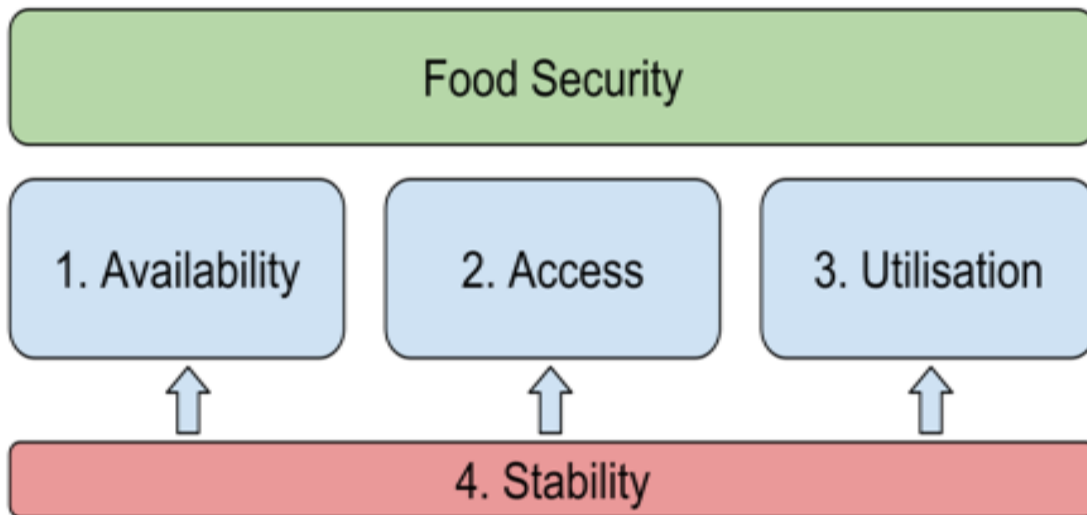 Food Security
1. Availability
2. Access
3. Utilisation
4. Stability